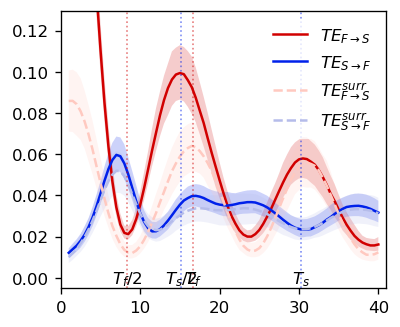 0.12
0.10
0.08
0.06
0.04
0.02
0.00
TE_{F→S}
TE_{S→F}
TE^{surr}_{F→S}
TE^{surr}_{S→F}
T_f/2
T_s/2
T_f
T_s
0
10
20
30
40